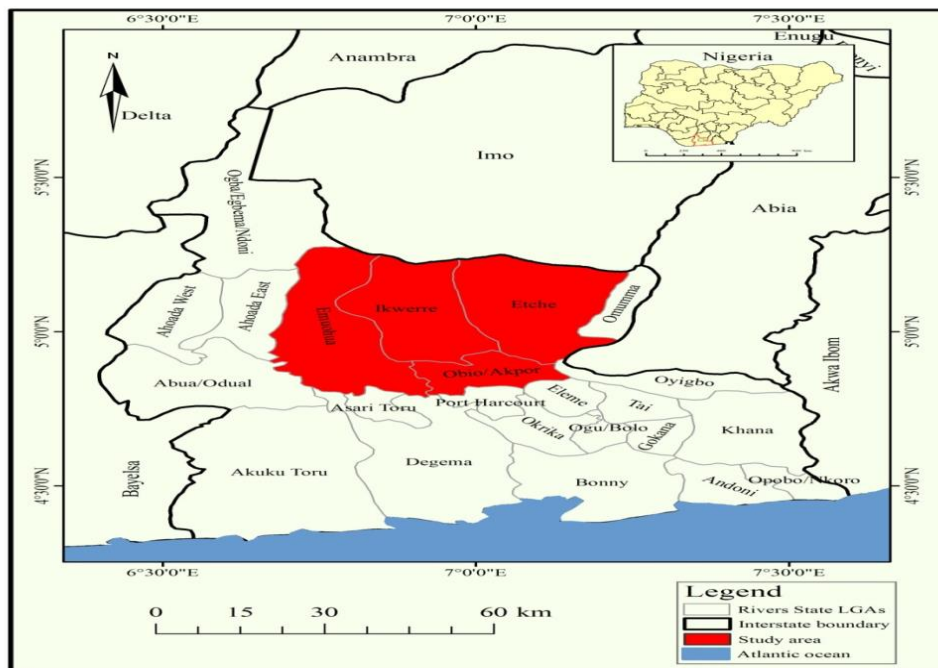 6°30'0"E
7°0'0"E
7°30'0"E
Enugu
Anambra
Nigeria
N
Delta
Imo
5°30'0"N
5°30'0"N
Ogba/Egbema/Ndoni
Abia
Ahoada West
Ahoada East
Emuohua
Ikwerre
Etche
Omumma
5°0'0"N
5°0'0"N
Obio/Akpor
Akwa Ibom
Abua/Odual
Oyigbo
Asari Toru
Port Harcourt
Eleme
Tai
Okrika
Ogu/Bolo
Gokana
Khana
Bayelsa
Akuku Toru
Degema
Bonny
Andoni
Opobo/Nkoro
4°30'0"N
4°30'0"N
6°30'0"E
7°0'0"E
7°30'0"E
0 15 30 60 km
Legend
Rivers State LGAs
Interstate boundary
Study area
Atlantic ocean